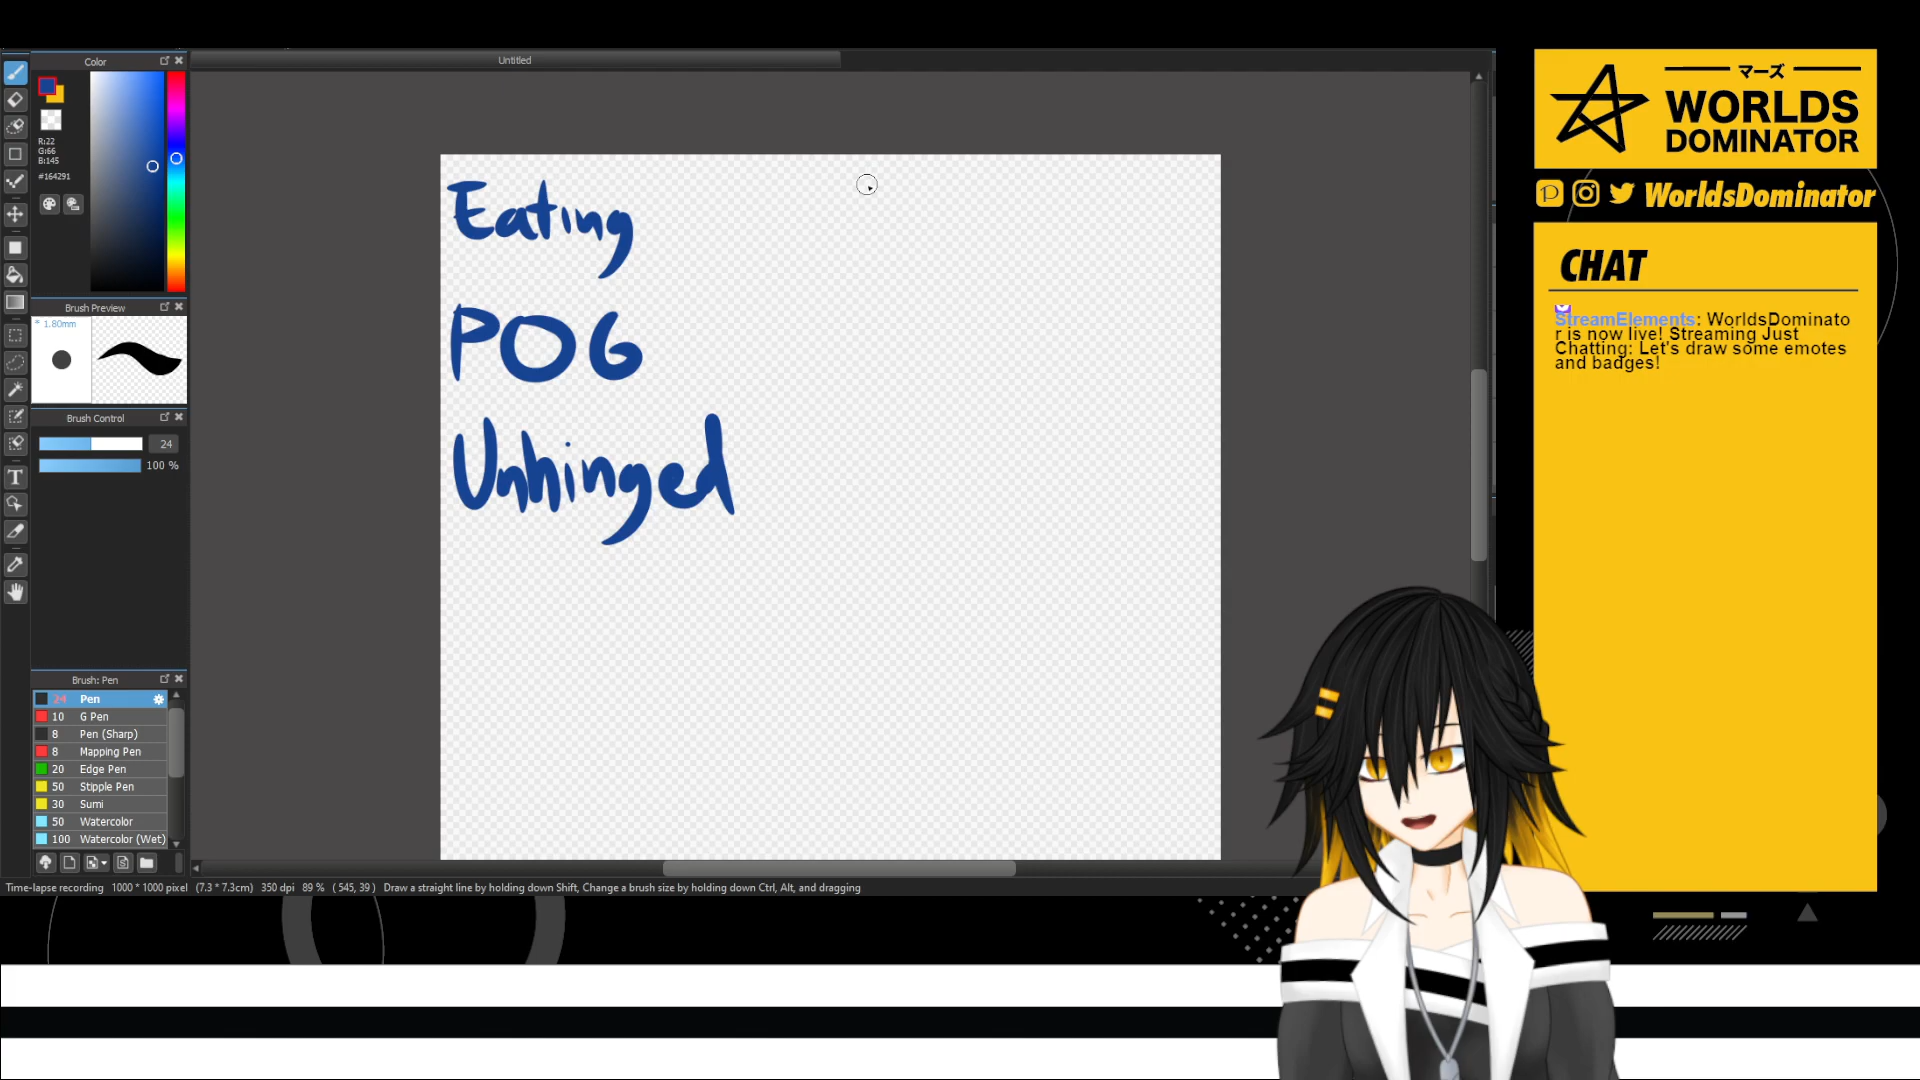 Color
Untitled
R:22
G:66
B:145
#164291
Brush Preview
* 1.80mm
Brush Control
24
100 %
Brush: Pen
24 Pen
10 G Pen
8 Pen (Sharp)
8 Mapping Pen
20 Edge Pen
50 Stipple Pen
30 Sumi
50 Watercolor
100 Watercolor (Wet)
T
Eating
POG
Unhinged
Time-lapse recording 1000 * 1000 pixel (7.3 * 7.3cm) 350 dpi 89 % ( 545, 39 ) Draw a straight line by holding down Shift, Change a brush size by holding down Ctrl, Alt, and dragging
マーズ
WORLDS
DOMINATOR
WorldsDominator
CHAT
StreamElements: WorldsDominato
r is now live! Streaming Just
Chatting: Let's draw some emotes
and badges!